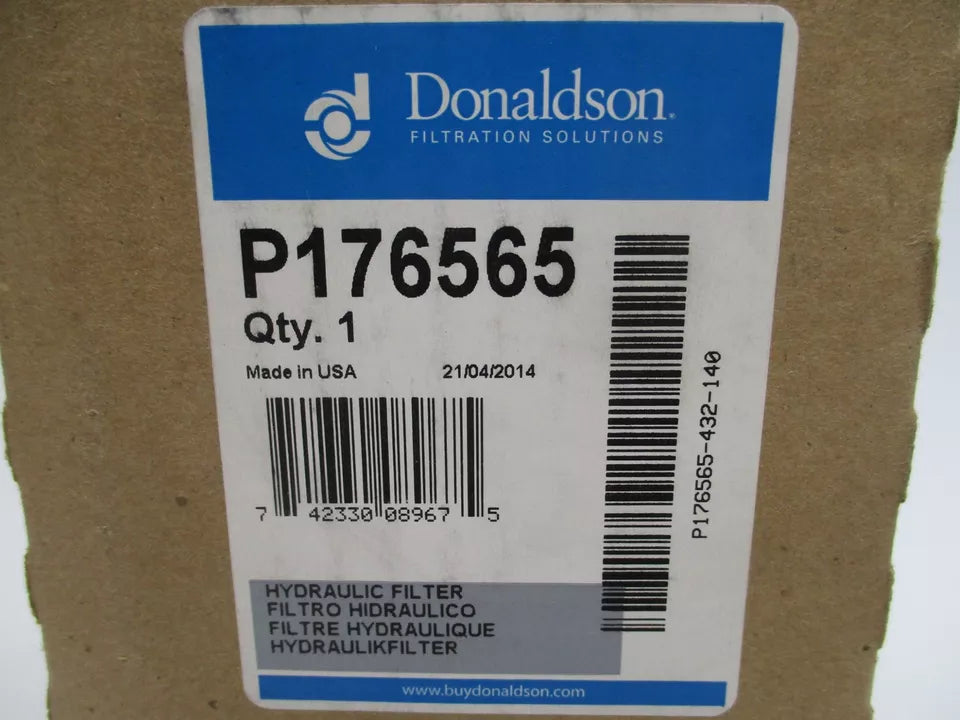 Donaldson.
FILTRATION SOLUTIONS
P176565
Qty. 1
Made in USA 21/04/2014
7 42330 08967 5
P176565-432-140
HYDRAULIC FILTER
FILTRO HIDRAULICO
FILTRE HYDRAULIQUE
HYDRAULIKFILTER
www.buydonaldson.com